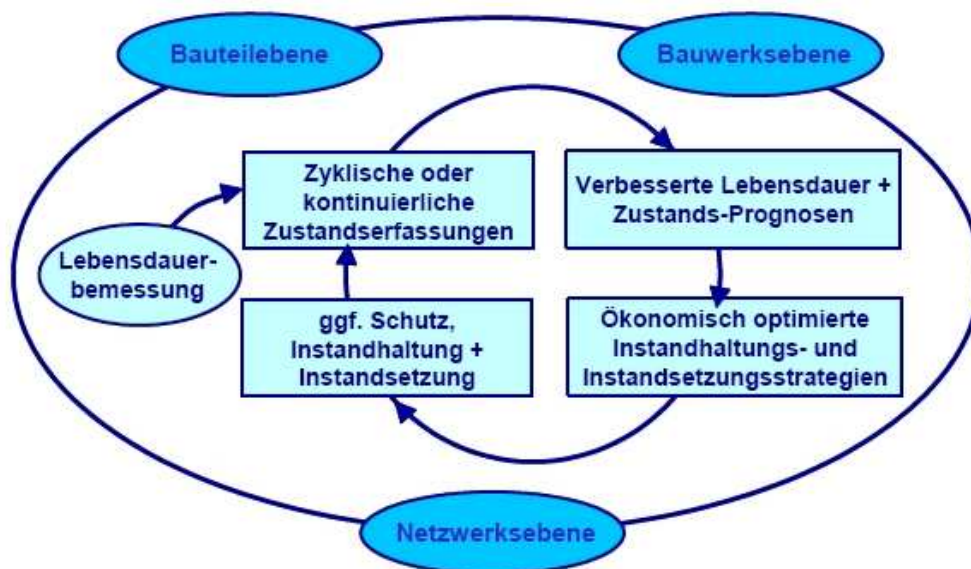 Bauteilebene
Bauwerksebene
Zyklische oder
kontinuierliche
Zustandserfassungen
Verbesserte Lebensdauer +
Zustands-Prognosen
Lebensdauer-
bemessung
ggf. Schutz,
Instandhaltung +
Instandsetzung
Ökonomisch optimierte
Instandhaltungs- und
Instandsetzungsstrategien
Netzwerksebene